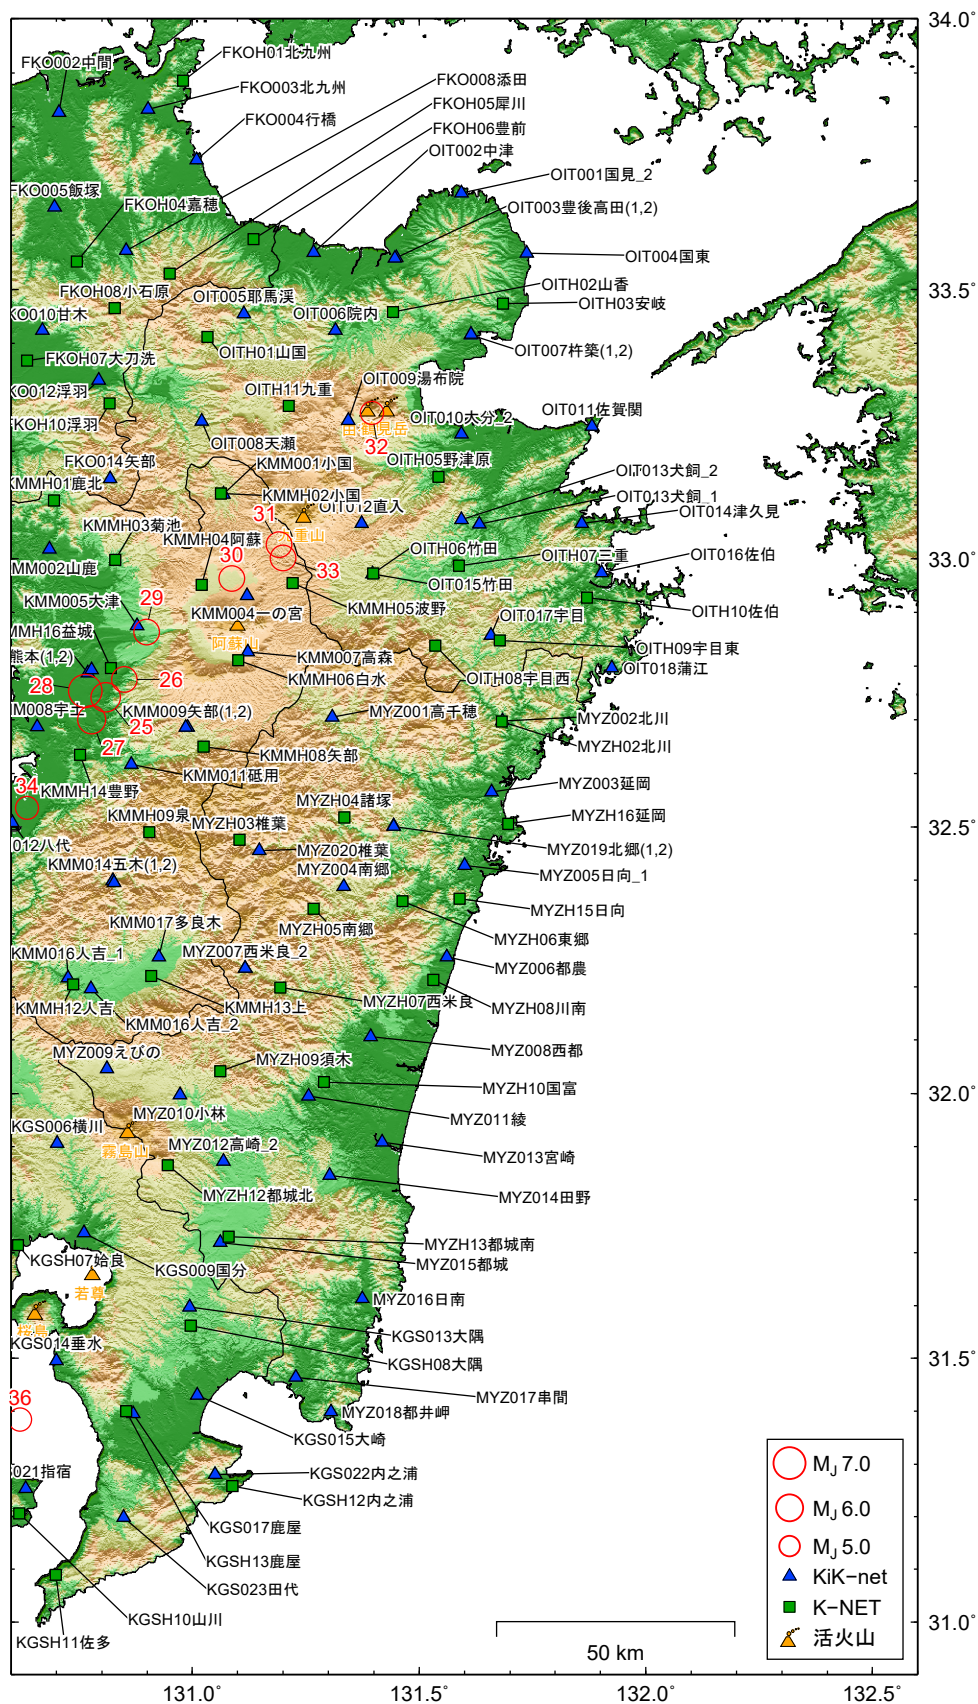 34.0°
FKOH01北九州
FKO002中間
FKO003北九州
FKO008添田
FKOH05犀川
FKO004行橋
FKOH06豊前
OIT002中津
OIT001国見_2
FKO005飯塚
FKOH04嘉穂
OIT003豊後高田(1,2)
OIT004国東
OITH02山香
FKOH08小石原
OIT005耶馬渓
33.5°
OITH03安岐
KO010甘木
OIT006院内
OITH01山国
OIT007杵築(1,2)
FKOH07大刀洗
OIT009湯布院
KO012浮羽
OITH11九重
OIT010大分_2
OIT011佐賀関
FKOH10浮羽
32
OIT008天瀬
OITH05野津原
FKO014矢部
KMM001小国
OIT013犬飼_2
KMMH01鹿北
KMMH02小国
OIT013犬飼_1
OIT012直入
31
OIT014津久見
KMMH03菊池
KMMH04阿蘇
30
33.0°
OITH06竹田
OITH07三重
OIT016佐伯
MM002山鹿
33
OIT015竹田
29
KMM005大津
KMM004一の宮
KMMH05波野
OITH10佐伯
OIT017宇目
MMH16益城
阿蘇山
OITH09宇目東
熊本(1,2)
KMM007高森
OIT018蒲江
28
26
KMMH06白水
OITH08宇目西
M008宇土
KMM009矢部(1,2)
MYZ001高千穂
MYZ002北川
25
27
KMMH08矢部
MYZH02北川
KMM011砥用
MYZ003延岡
34
KMMH14豊野
MYZH04諸塚
KMMH09泉
MYZH03椎葉
MYZH16延岡
32.5°
012八代
MYZ020椎葉
MYZ019北郷(1,2)
KMM014五木(1,2)
MYZ004南郷
MYZ005日向_1
MYZH15日向
KMM017多良木
MYZH05南郷
MYZH06東郷
KMM016人吉_1
MYZ007西米良_2
MYZ006都農
KMMH12人吉
KMMH13上
MYZH07西米良
MYZH08川南
KMM016人吉_2
MYZ009えびの
MYZH09須木
MYZ008西都
MYZH10国富
32.0°
MYZ010小林
MYZ011綾
KGS006横川
霧島山
MYZ012高崎_2
MYZ013宮崎
MYZH12都城北
MYZ014田野
MYZH13都城南
KGSH07姶良
KGS009国分
MYZ015都城
若尊
MYZ016日南
桜島
KGS014垂水
KGS013大隅
KGSH08大隅
31.5°
MYZ017串間
36
MYZ018都井岬
KGS015大崎
021指宿
KGS022内之浦
KGSH12内之浦
KGS017鹿屋
KGSH13鹿屋
KGS023田代
KGSH10山川
KGSH11佐多
31.0°
MJ 7.0
MJ 6.0
MJ 5.0
KiK−net
K−NET
活火山
50 km
131.0°
131.5°
132.0°
132.5°